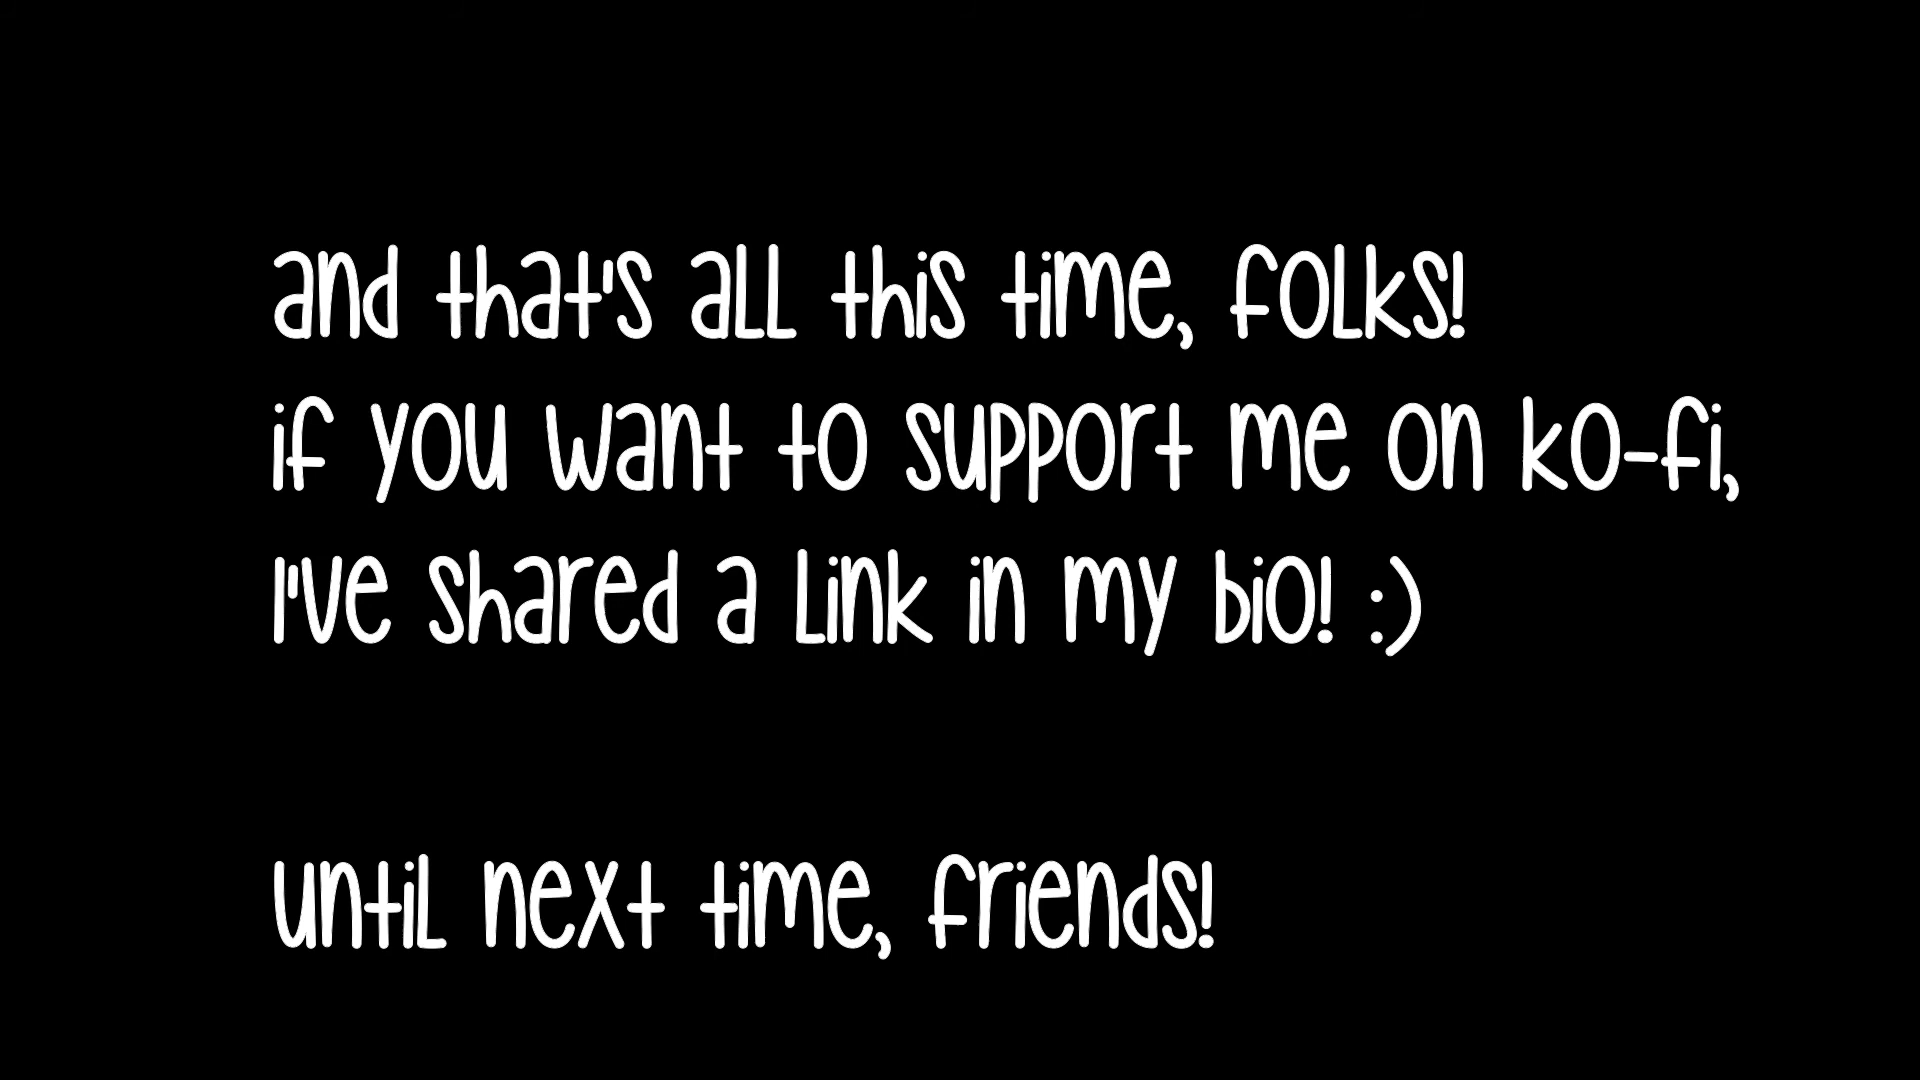 and that's all this time, folks!
if you want to support me on ko-fi,
I've shared a link in my bio! :)
until next time, friends!